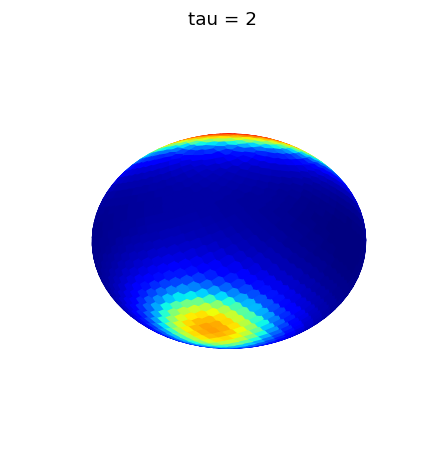 tau = 2